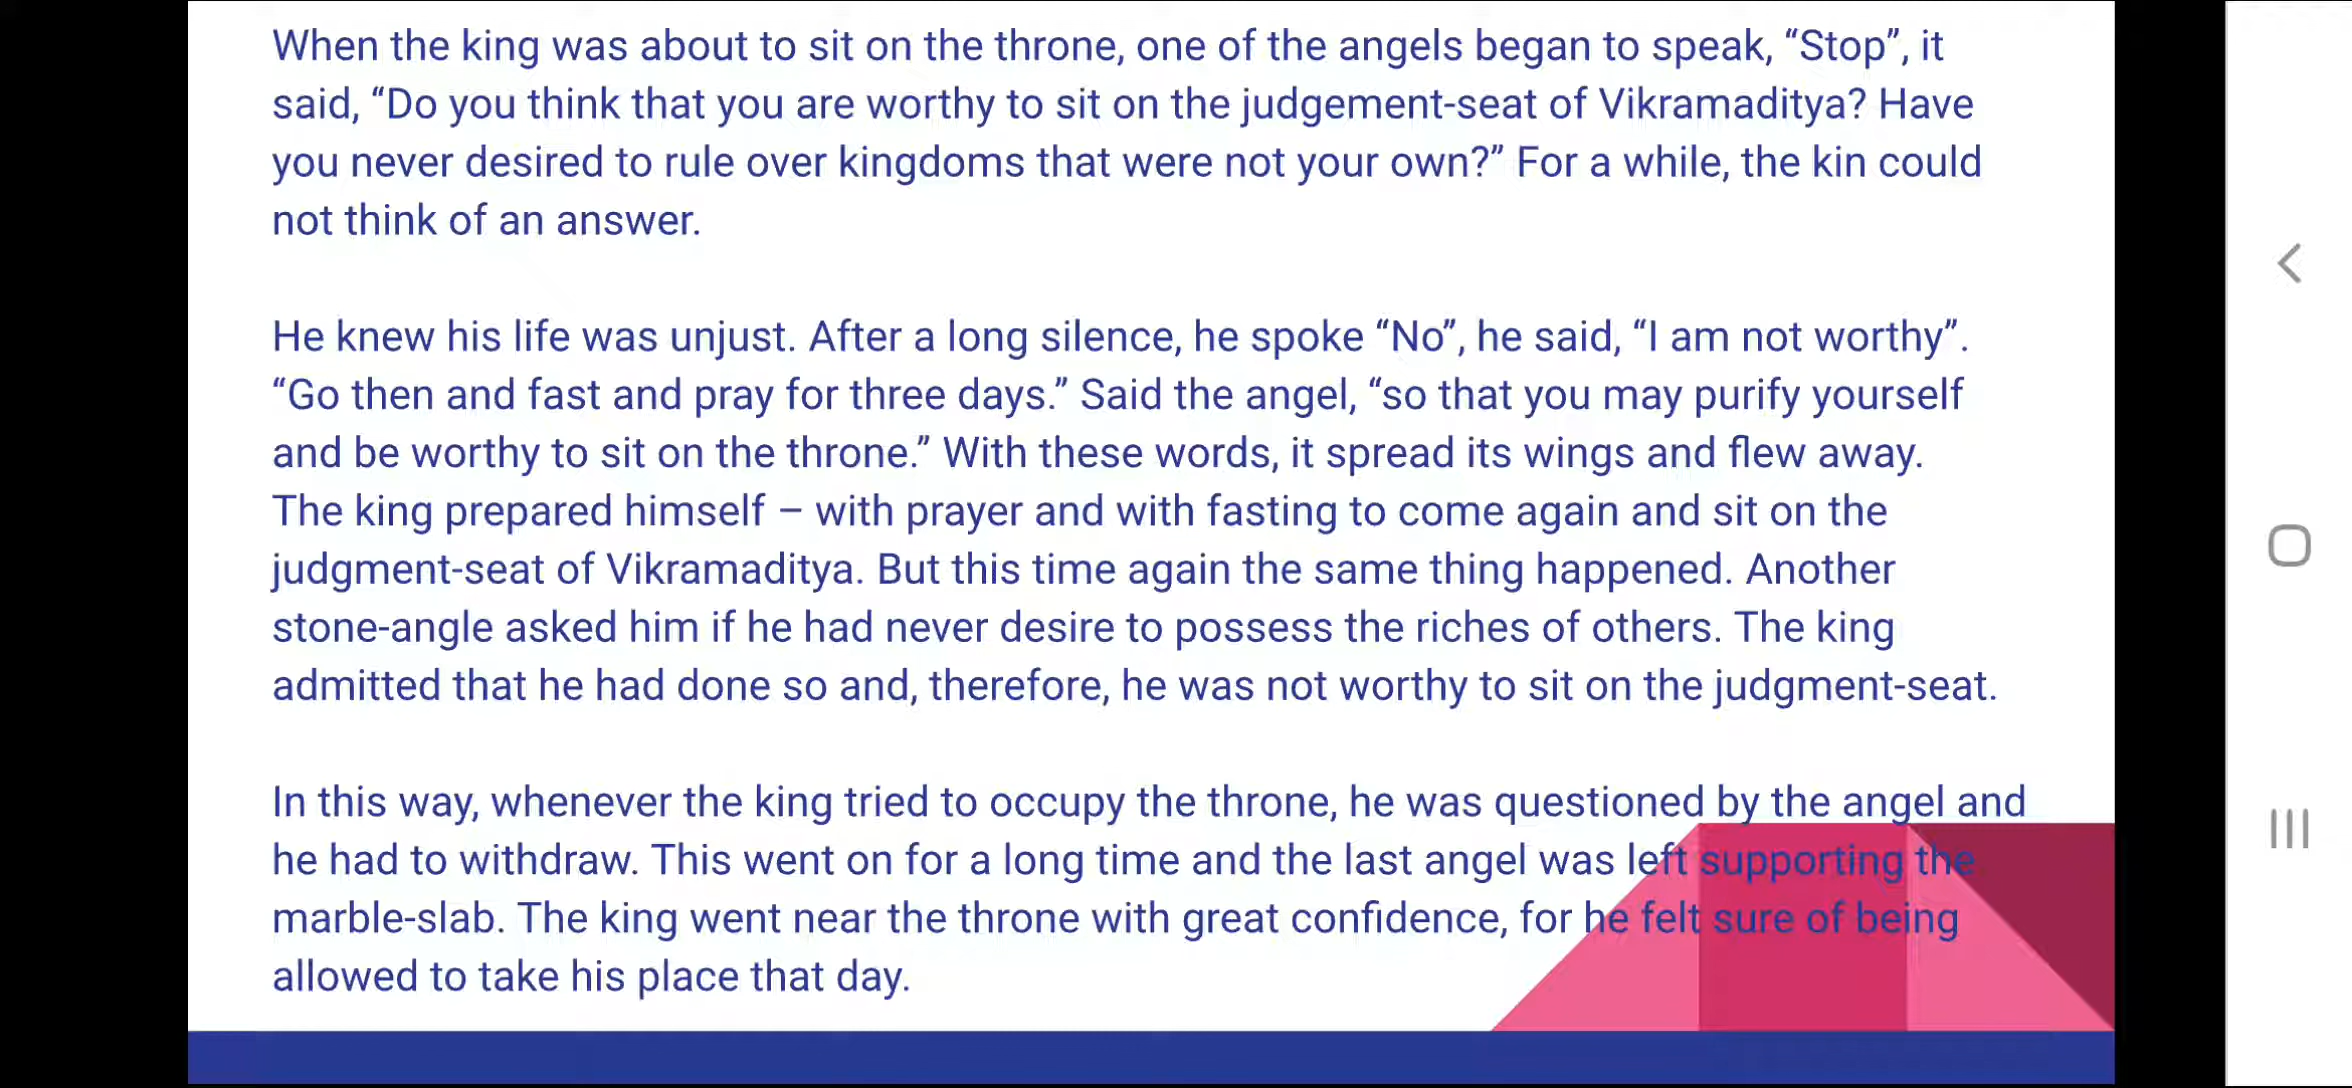 When the king was about to sit on the throne, one of the angels began to speak, “Stop”, it
said, “Do you think that you are worthy to sit on the judgement-seat of Vikramaditya? Have
you never desired to rule over kingdoms that were not your own?” For a while, the kin could
not think of an answer.
He knew his life was unjust. After a long silence, he spoke “No”, he said, “I am not worthy”.
“Go then and fast and pray for three days.” Said the angel, “so that you may purify yourself
and be worthy to sit on the throne.” With these words, it spread its wings and flew away.
The king prepared himself – with prayer and with fasting to come again and sit on the
judgment-seat of Vikramaditya. But this time again the same thing happened. Another
stone-angle asked him if he had never desire to possess the riches of others. The king
admitted that he had done so and, therefore, he was not worthy to sit on the judgment-seat.
In this way, whenever the king tried to occupy the throne, he was questioned by the angel and
he had to withdraw. This went on for a long time and the last angel was left supporting the
marble-slab. The king went near the throne with great confidence, for he felt sure of being
allowed to take his place that day.